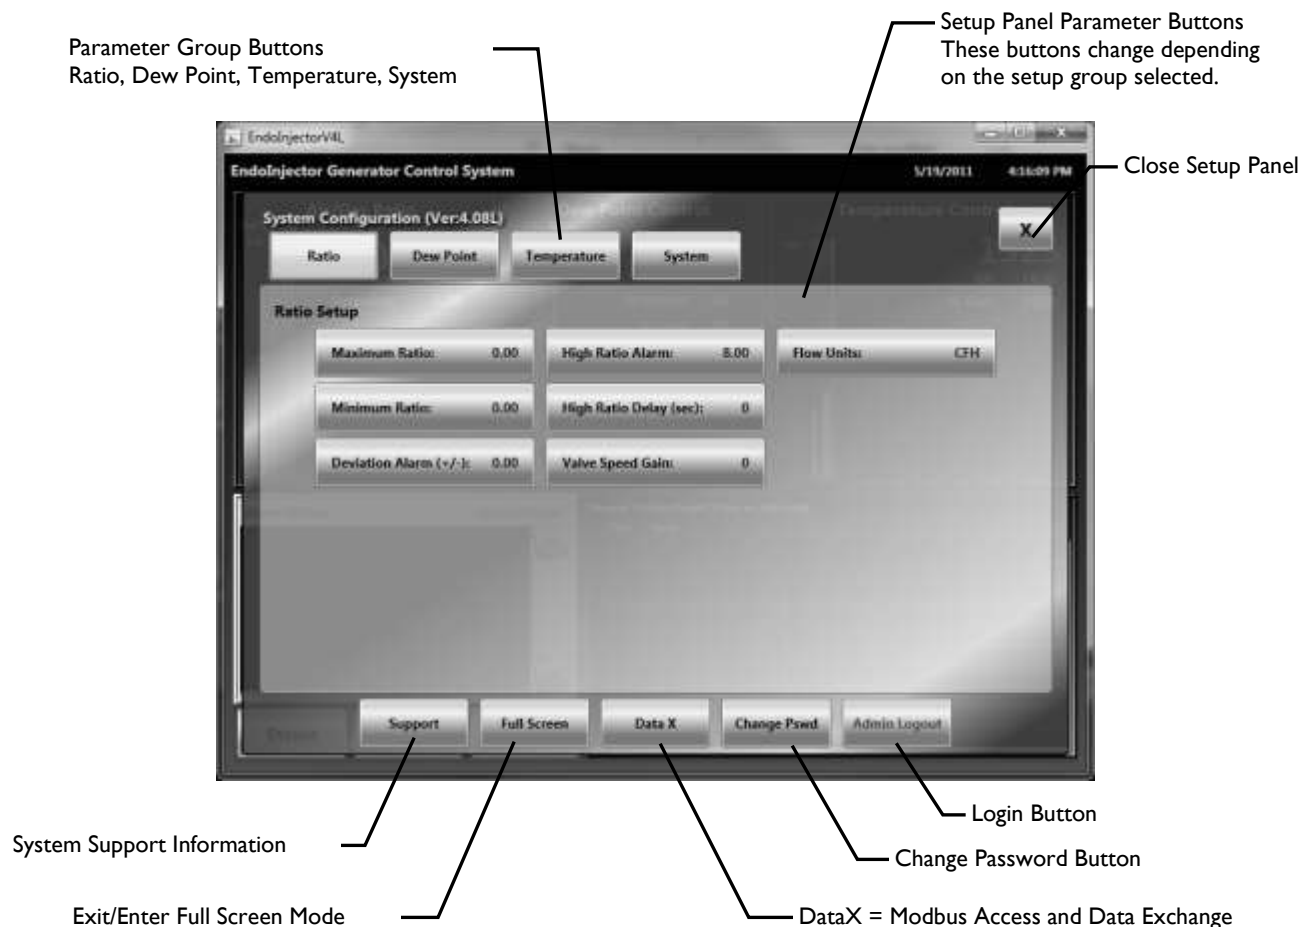 Setup Panel Parameter Buttons
These buttons change depending
on the setup group selected.
Parameter Group Buttons
Ratio, Dew Point, Temperature, System
EndoInjectorV4L
EndoInjector Generator Control System 5/19/2011 4:16:09 PM
Close Setup Panel
System Configuration (Ver:4.08L)
X
Ratio Dew Point Temperature System
Ratio Setup
Maximum Ratio: 0.00 High Ratio Alarm: 8.00 Flow Units: CFH
Minimum Ratio: 0.00 High Ratio Delay (sec): 0
Deviation Alarm (+/-): 0.00 Valve Speed Gain: 0
Support Full Screen Data X Change Pswd Admin Logout
Login Button
System Support Information
Change Password Button
Exit/Enter Full Screen Mode
DataX = Modbus Access and Data Exchange